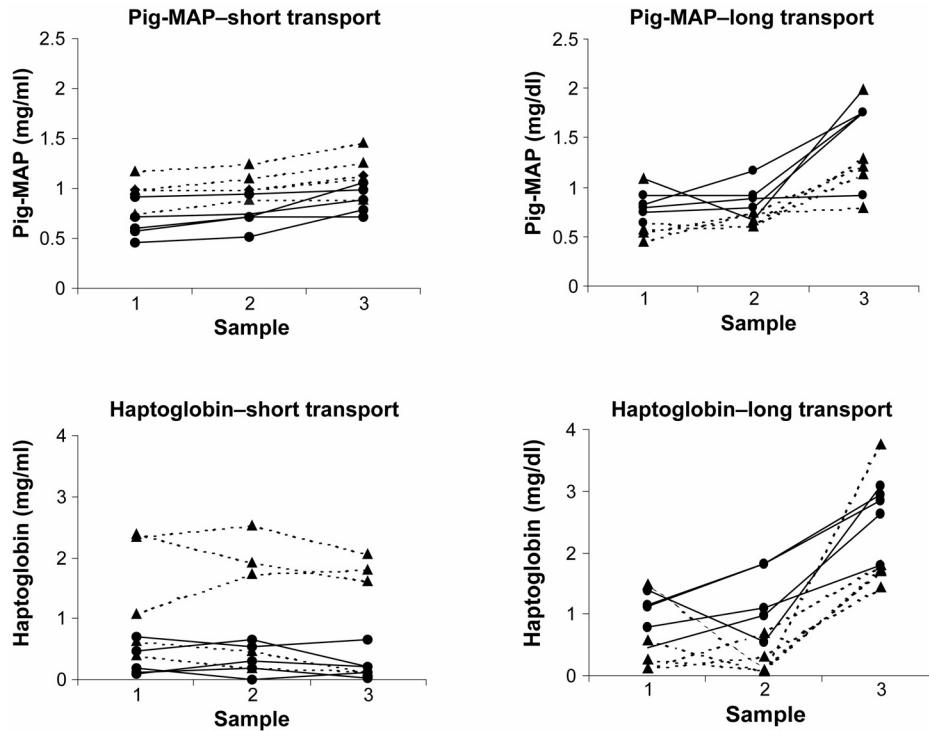 Pig-MAP–short transport
Pig-MAP (mg/ml)
2.5
2
1.5
1
0.5
0
1 2 3
Sample
Pig-MAP–long transport
Pig-MAP (mg/dl)
2.5
2
1.5
1
0.5
0
1 2 3
Sample
Haptoglobin–short transport
Haptoglobin (mg/ml)
4
3
2
1
0
1 2 3
Sample
Haptoglobin–long transport
Haptoglobin (mg/dl)
4
3
2
1
0
1 2 3
Sample